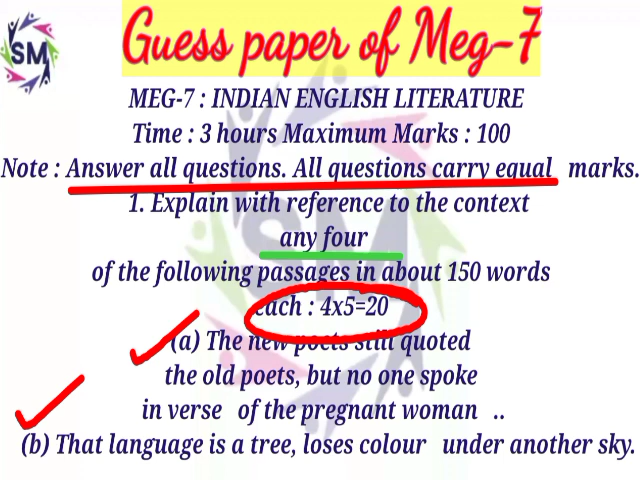 SM
Guess paper of Meg-7
MEG-7 : INDIAN ENGLISH LITERATURE
Time : 3 hours Maximum Marks : 100
Note : Answer all questions. All questions carry equal marks.
1. Explain with reference to the context
any four
of the following passages in about 150 words
each : 4x5=20
(a) The new poets still quoted
the old poets, but no one spoke
in verse of the pregnant woman ..
(b) That language is a tree, loses colour under another sky.